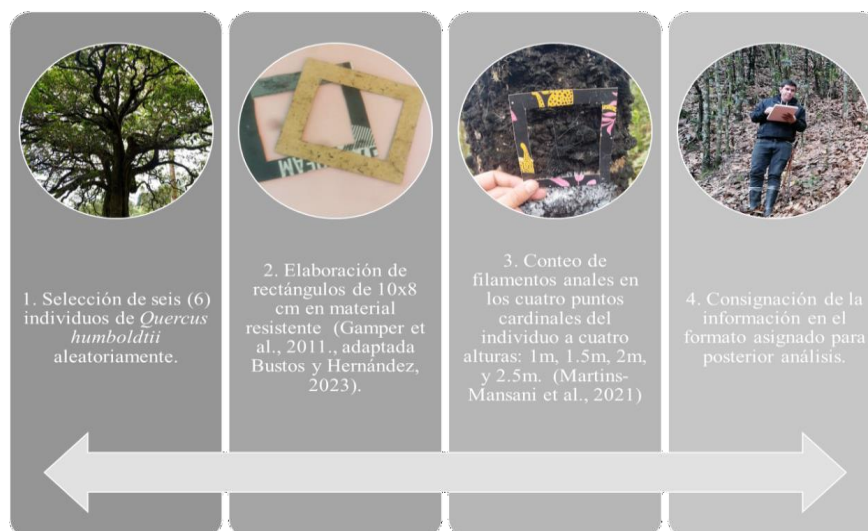 1. Selección de seis (6)
individuos de Quercus
humboldtii
aleatoriamente.
2. Elaboración de
rectángulos de 10x8
cm en material
resistente (Gamper et
al., 2011., adaptada
Bustos y Hernández,
2023).
3. Conteo de
filamentos anales en
los cuatro puntos
cardinales del
individuo a cuatro
alturas: 1m, 1.5m, 2m,
y 2.5m. (Martins-
Mansani et al., 2021)
4. Consignación de la
información en el
formato asignado para
posterior análisis.